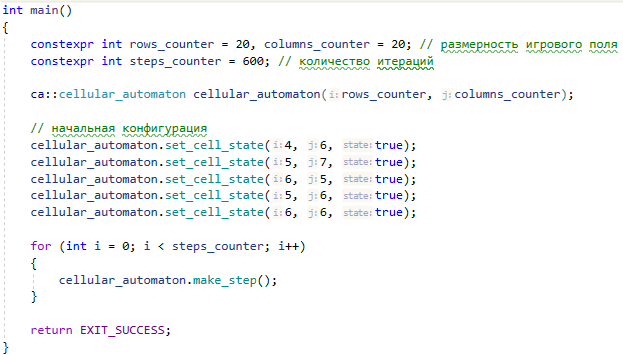 int main()
{
constexpr int rows_counter = 20, columns_counter = 20; // размерность игрового поля
constexpr int steps_counter = 600; // количество итераций
ca::cellular_automaton cellular_automaton(i: rows_counter, j: columns_counter);
// начальная конфигурация
cellular_automaton.set_cell_state(i: 4, j: 6, state: true);
cellular_automaton.set_cell_state(i: 5, j: 7, state: true);
cellular_automaton.set_cell_state(i: 6, j: 5, state: true);
cellular_automaton.set_cell_state(i: 5, j: 6, state: true);
cellular_automaton.set_cell_state(i: 6, j: 6, state: true);
for (int i = 0; i < steps_counter; i++)
{
cellular_automaton.make_step();
}
return EXIT_SUCCESS;
}